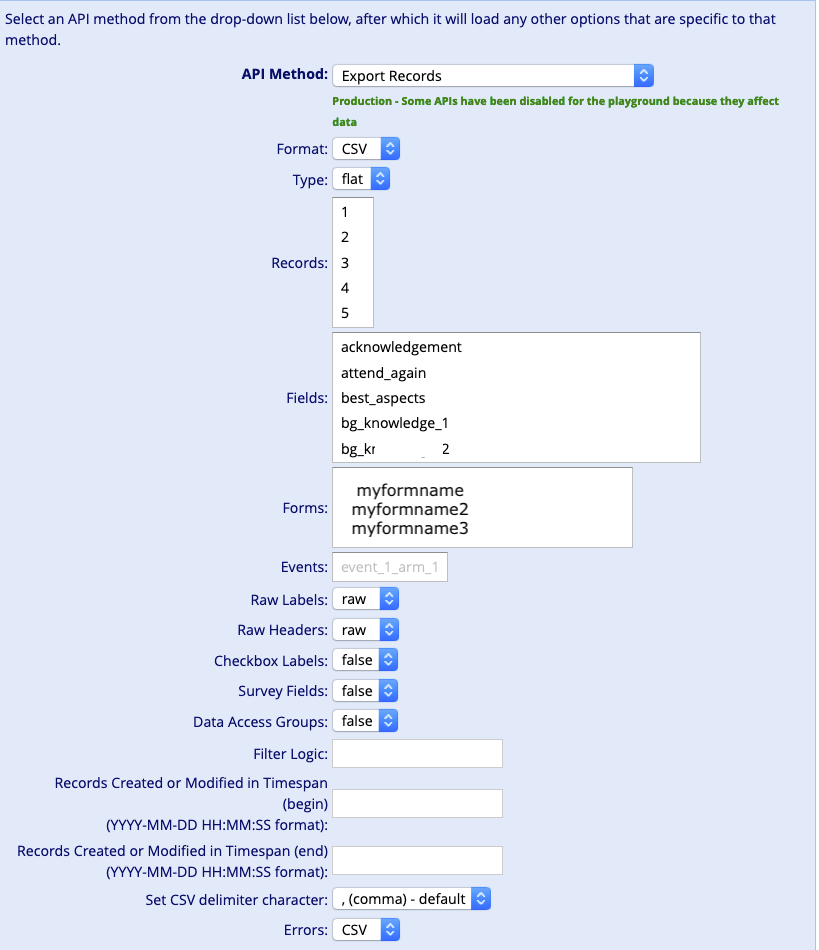 Select an API method from the drop-down list below, after which it will load any other options that are specific to that
method.
API Method: Export Records
Production - Some APIs have been disabled for the playground because they affect
data
Format: CSV
Type: flat
1
2
Records: 3
4
5
acknowledgement
attend_again
Fields: best_aspects
bg_knowledge_1
2
myformname
Forms: myformname2
myformname3
Events: event_1_arm_1
Raw Labels: raw
Raw Headers: raw
Checkbox Labels: false
Survey Fields: false
Data Access Groups: false
Filter Logic:
Records Created or Modified in Timespan
(begin)
(YYYY-MM-DD HH:MM:SS format):
Records Created or Modified in Timespan (end)
(YYYY-MM-DD HH:MM:SS format):
Set CSV delimiter character: , (comma) - default
Errors: CSV